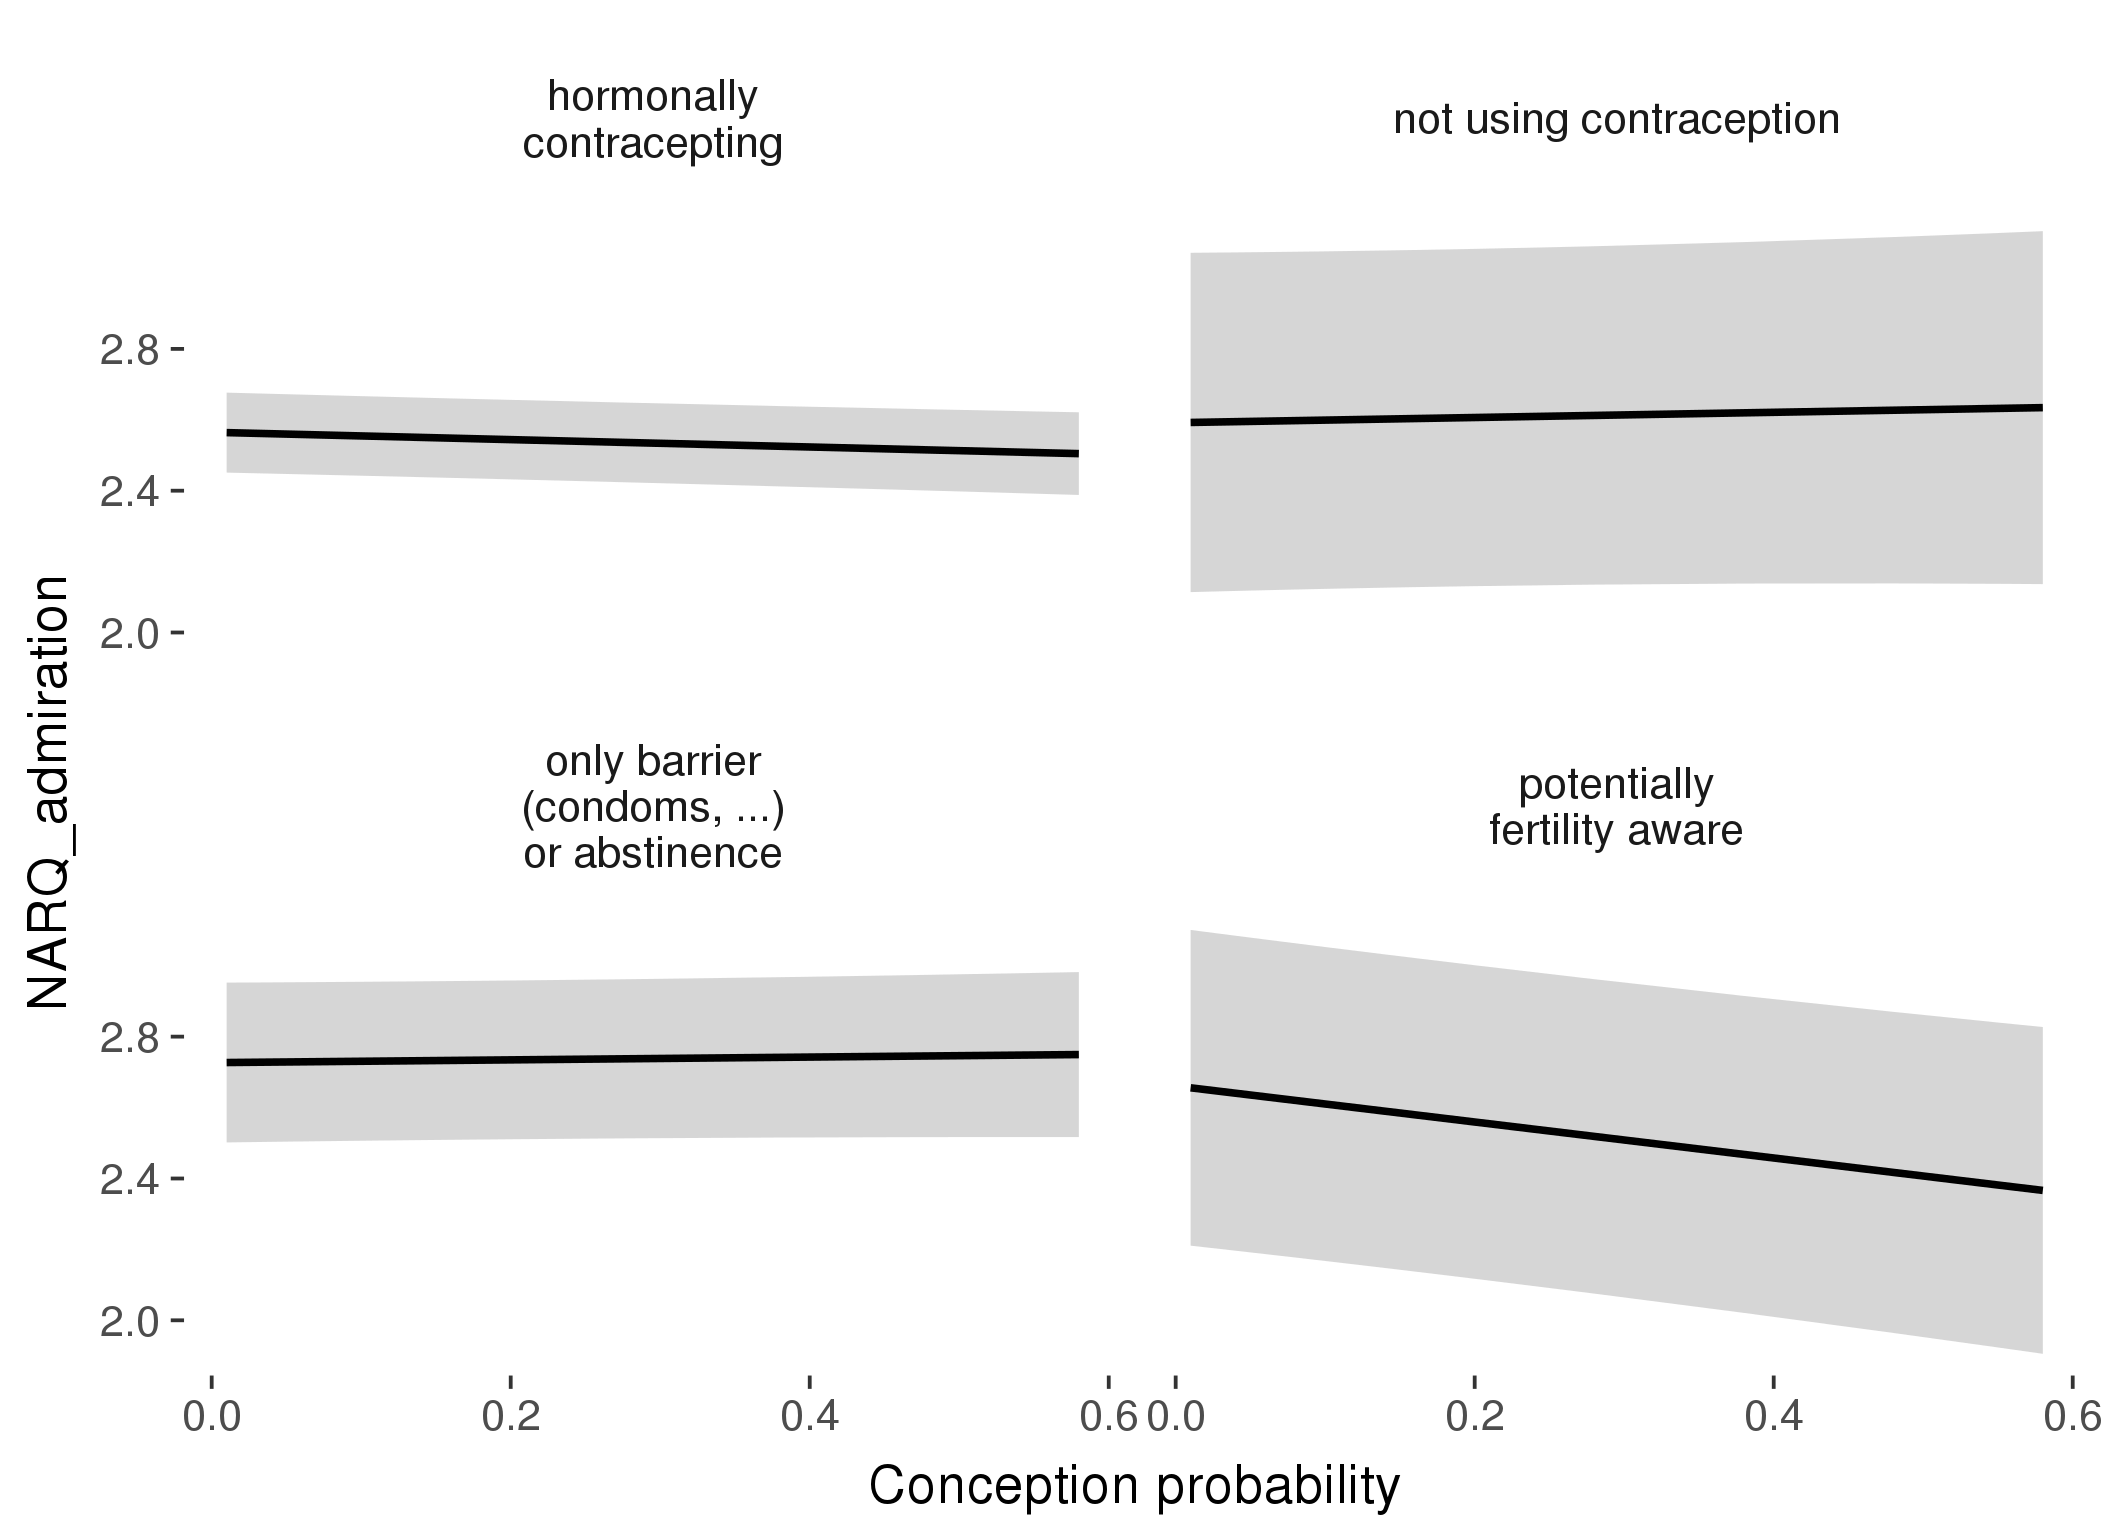 hormonally
contracepting
not using contraception
2.8
2.4
2.0
only barrier
(condoms, ...)
or abstinence
potentially
fertility aware
2.8
2.4
2.0
0.0 0.2 0.4 0.6 0.0 0.2 0.4 0.6
Conception probability
NARQ_admiration